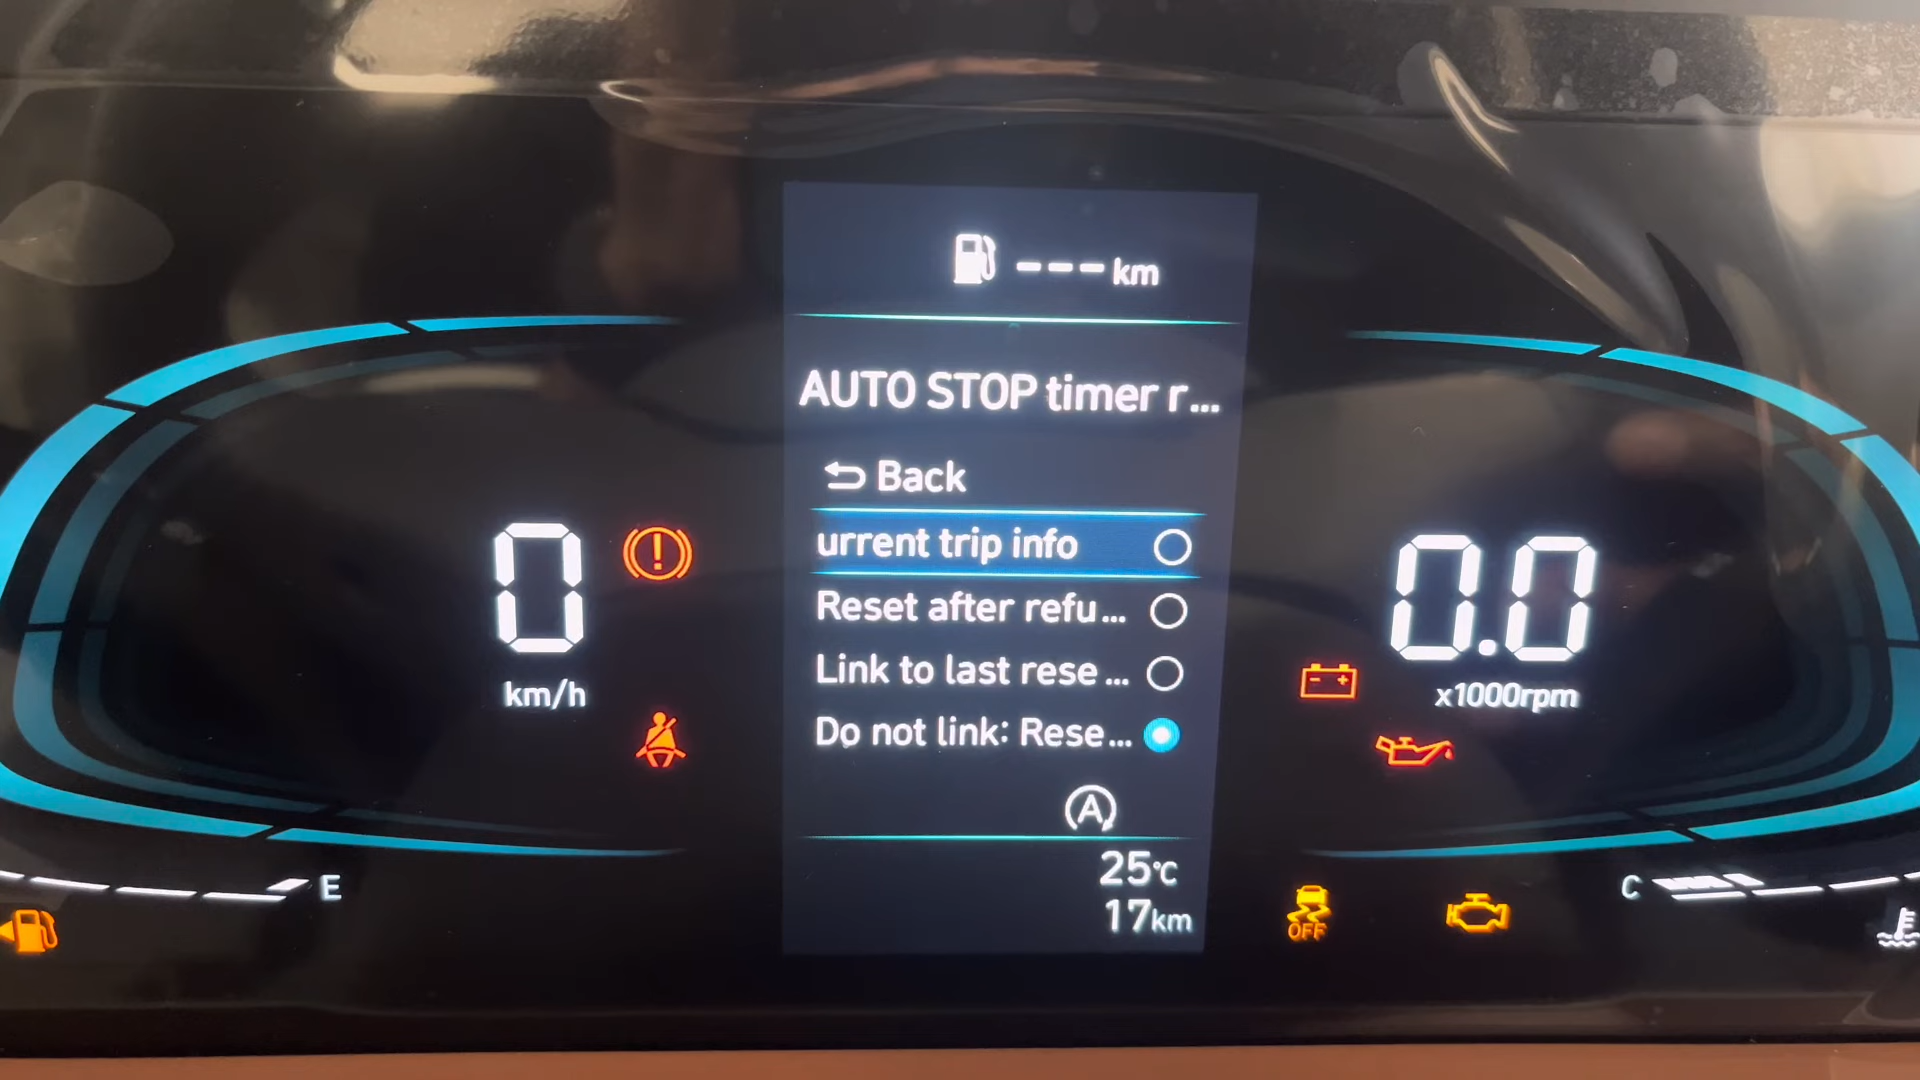 --- km
AUTO STOP timer r...
Back
urrent trip info
Reset after refu...
Link to last rese...
Do not link: Rese...
A
25°C
17km
0
km/h
0.0
x1000rpm
E
OFF
C